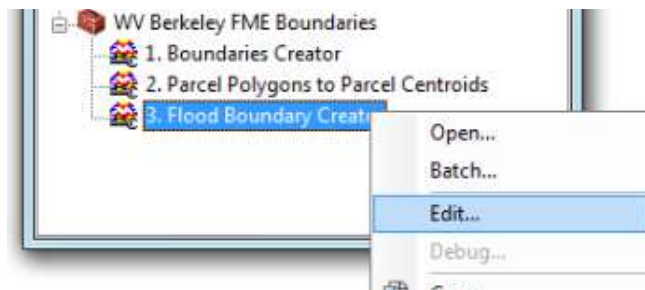 WV Berkeley FME Boundaries
1. Boundaries Creator
2. Parcel Polygons to Parcel Centroids
3. Flood Boundary Creat
Open...
Batch...
Edit...
Debug...